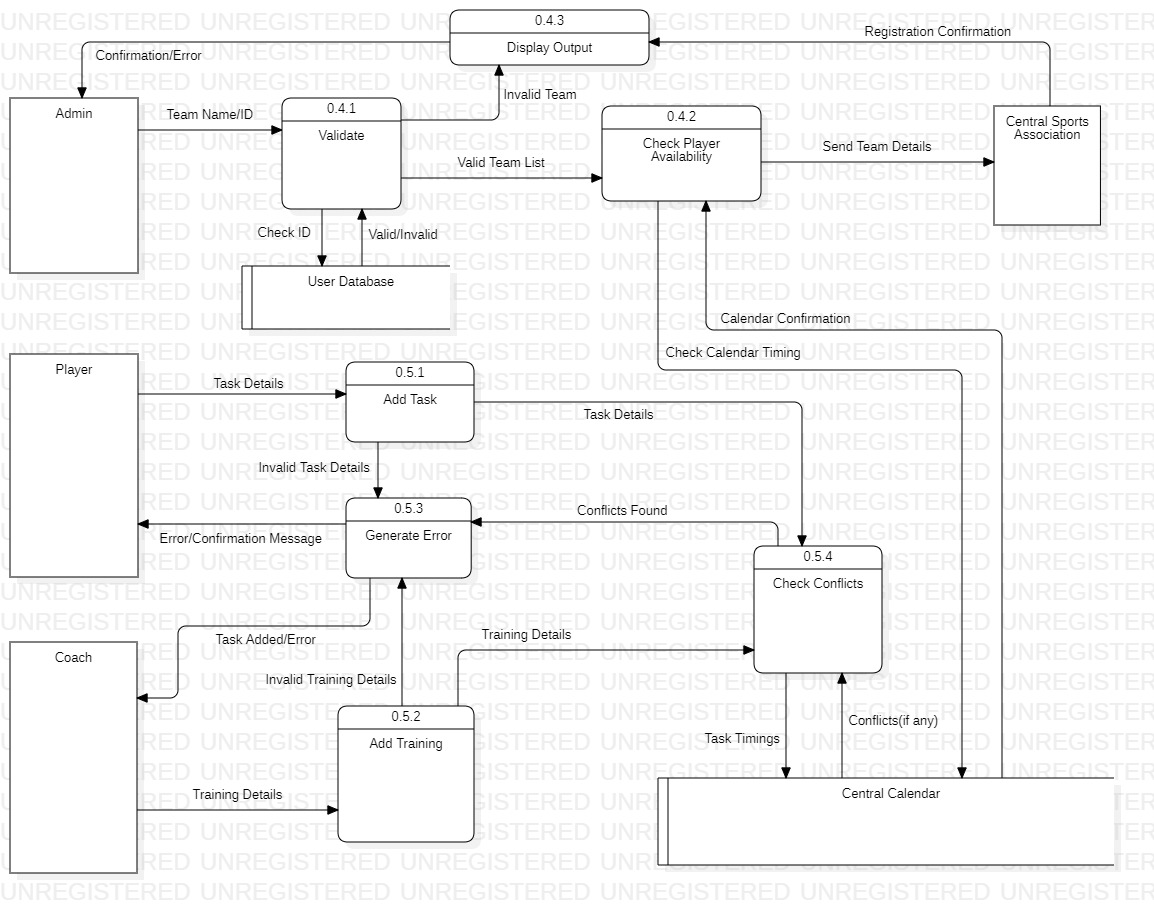 0.4.3
Display Output
Registration Confirmation
Confirmation/Error
Invalid Team
Admin
Team Name/ID
0.4.1
Validate
0.4.2
Check Player
Availability
Central Sports
Association
Send Team Details
Valid Team List
Check ID
Valid/Invalid
User Database
Calendar Confirmation
Check Calendar Timing
Player
Task Details
0.5.1
Add Task
Task Details
Invalid Task Details
0.5.3
Generate Error
Conflicts Found
Error/Confirmation Message
0.5.4
Check Conflicts
Task Added/Error
Training Details
Coach
Invalid Training Details
0.5.2
Add Training
Conflicts(if any)
Task Timings
Training Details
Central Calendar
UNREGISTERED